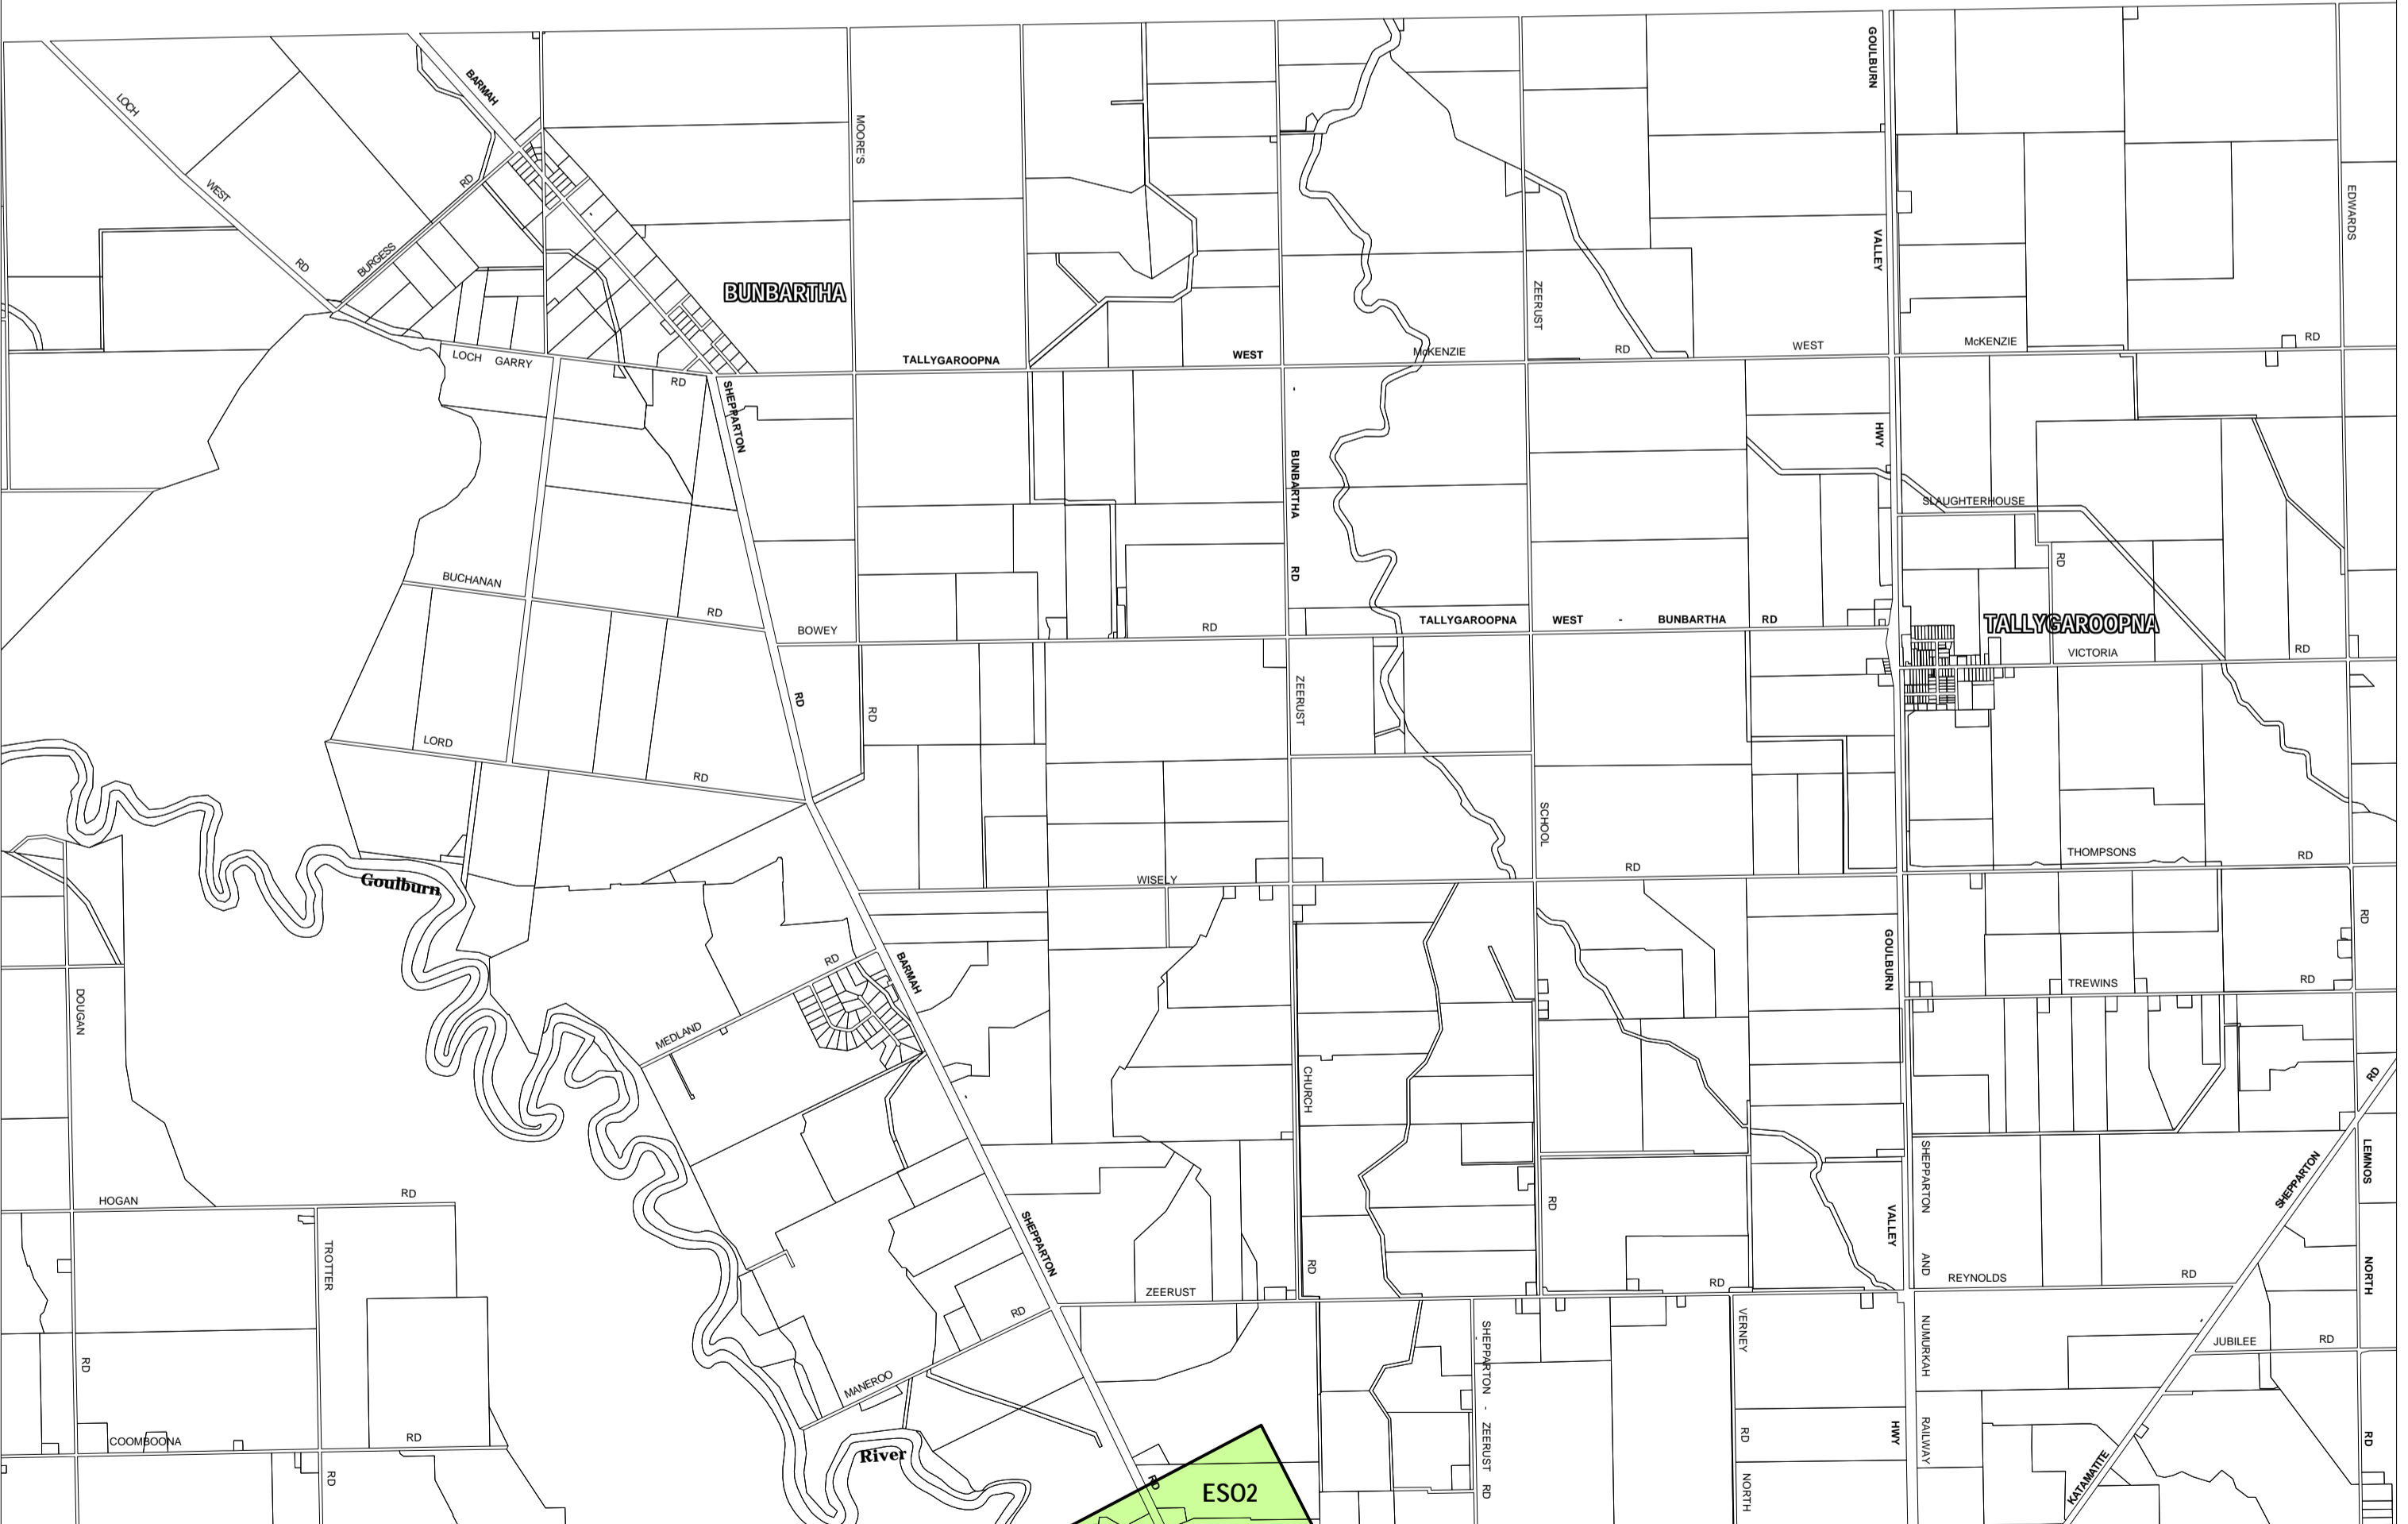 GOULBURN
BARMAH
LOCH
MOORE'S
RD
WEST
EDWARDS
VALLEY
BURGESS
RD
BUNBARTHA
ZEERUST
RD
WEST
McKENZIE
RD
McKENZIE
WEST
TALLYGAROOPNA
LOCH GARRY
RD
SHEPPARTON
-
HWY
BUNBARTHA
SLAUGHTERHOUSE
RD
RD
BUCHANAN
RD
TALLYGAROOPNA
WEST - BUNBARTHA RD
TALLYGAROOPNA
BOWEY
RD
VICTORIA
RD
RD
ZEERUST
RD
LORD
RD
SCHOOL
THOMPSONS
RD
RD
WISELY
Goulburn
RD
GOULBURN
RD
BARMAH
TREWINS
RD
DOUGAN
MEDLAND
CHURCH
RD
-
SHEPPARTON
LEMNOS
SHEPPARTON
HOGAN
RD
RD
VALLEY
SHEPPARTON
TROTTER
AND
RD
REYNOLDS
RD
NORTH
RD
ZEERUST
RD
VERNEY
NUMURKAH
-
JUBILEE
RD
SHEPPARTON - ZEERUST RD
RD
MANEROO
COOMBOONA
RD
RD
HWY
RAILWAY
RD
River
RD
RD
NORTH
KATAMATITE
ESO2